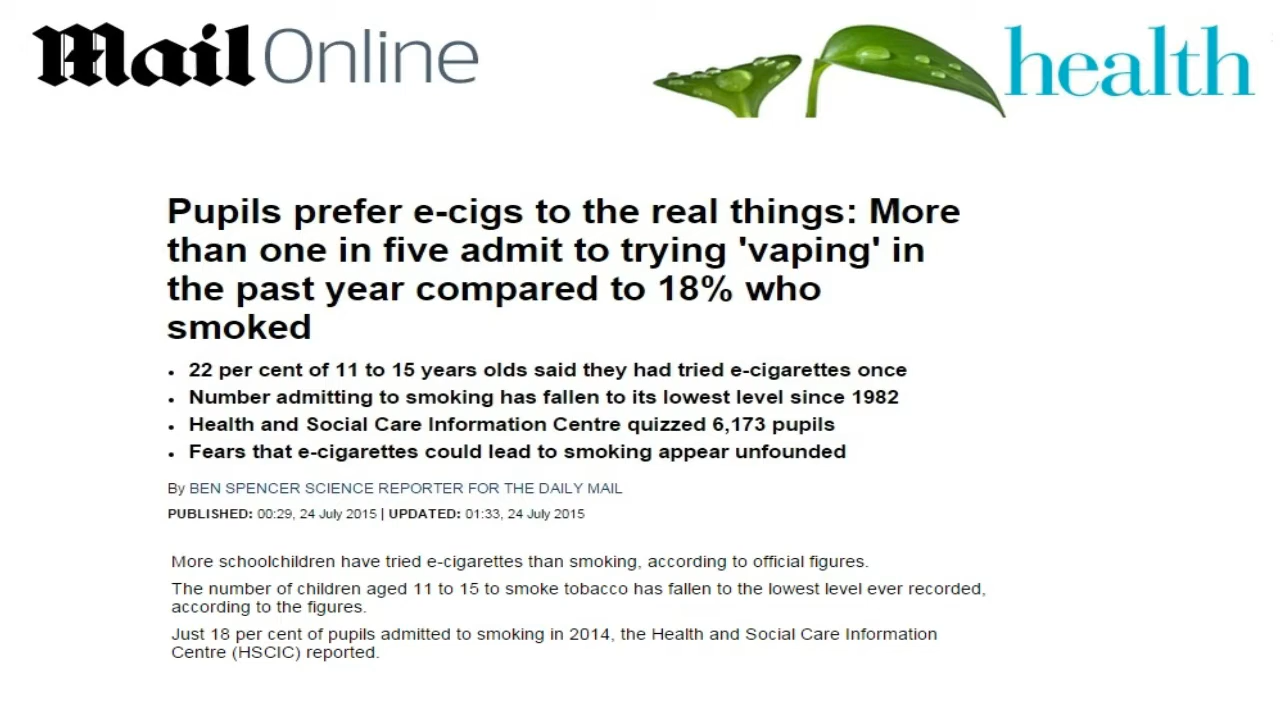 Mail Online
health
Pupils prefer e-cigs to the real things: More
than one in five admit to trying 'vaping' in
the past year compared to 18% who
smoked
• 22 per cent of 11 to 15 years olds said they had tried e-cigarettes once
• Number admitting to smoking has fallen to its lowest level since 1982
• Health and Social Care Information Centre quizzed 6,173 pupils
• Fears that e-cigarettes could lead to smoking appear unfounded
By BEN SPENCER SCIENCE REPORTER FOR THE DAILY MAIL
PUBLISHED: 00:29, 24 July 2015 | UPDATED: 01:33, 24 July 2015
More schoolchildren have tried e-cigarettes than smoking, according to official figures.
The number of children aged 11 to 15 to smoke tobacco has fallen to the lowest level ever recorded,
according to the figures.
Just 18 per cent of pupils admitted to smoking in 2014, the Health and Social Care Information
Centre (HSCIC) reported.